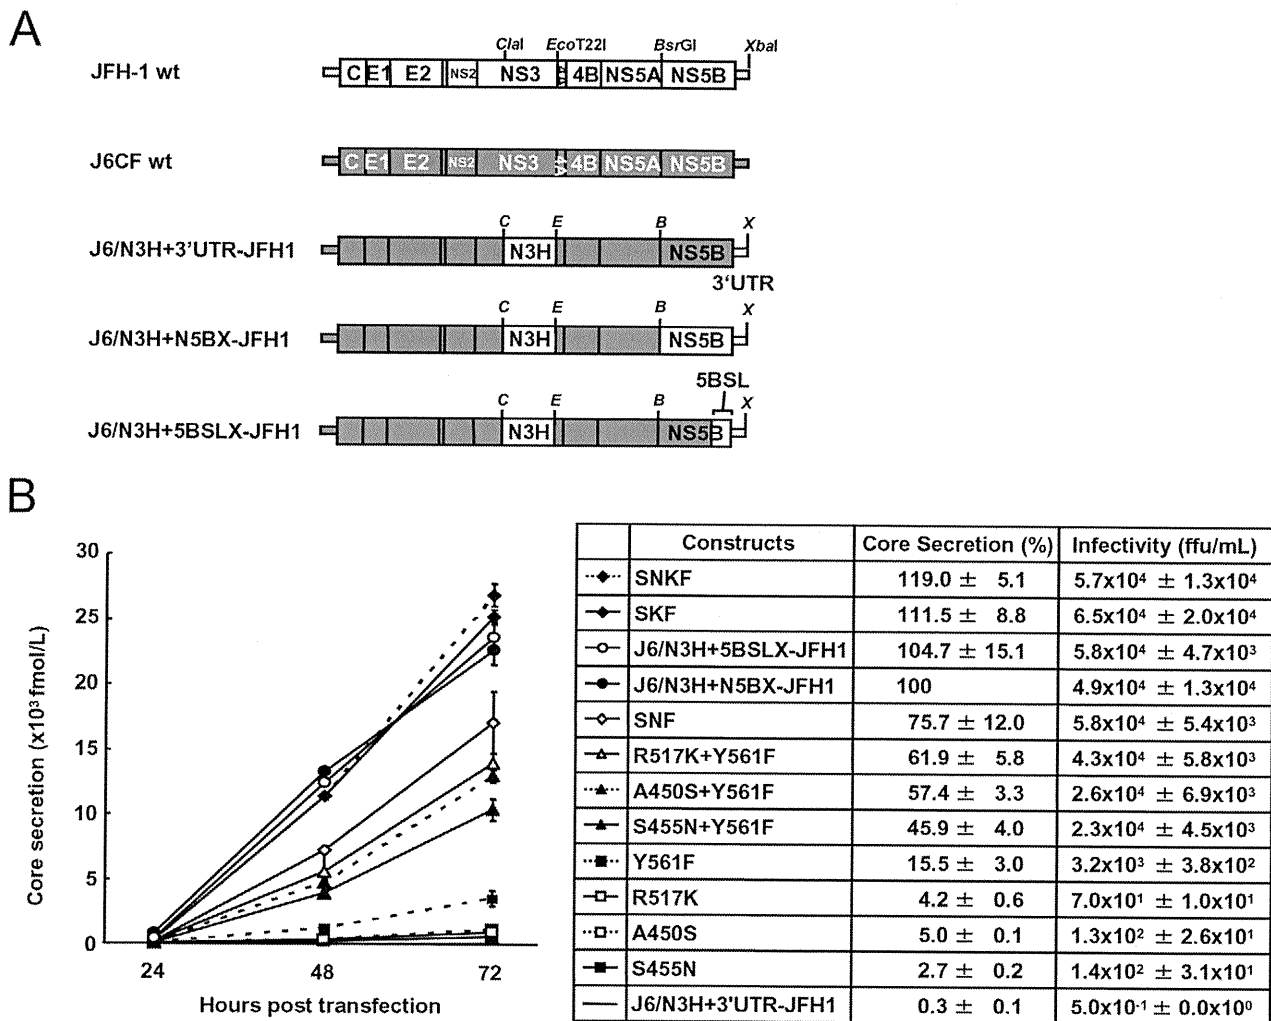 A
ClaI EcoT22I BsrGI XbaI
JFH-1 wt C E1 E2 NS2 NS3 4A 4B NS5A NS5B
J6CF wt C E1 E2 NS2 NS3 4A 4B NS5A NS5B
C E B X
J6/N3H+3'UTR-JFH1 N3H NS5B
3'UTR
C E B X
J6/N3H+N5BX-JFH1 N3H NS5B
5BSL
C E B X
J6/N3H+5BSLX-JFH1 N3H NS5B
B
Core secretion (x10³ fmol/L)
30
25
20
15
10
5
0
24 48 72
Hours post transfection
Constructs Core Secretion (%) Infectivity (ffu/mL)
SNKF 119.0 ± 5.1 5.7x10⁴ ± 1.3x10⁴
SKF 111.5 ± 8.8 6.5x10⁴ ± 2.0x10⁴
J6/N3H+5BSLX-JFH1 104.7 ± 15.1 5.8x10⁴ ± 4.7x10³
J6/N3H+N5BX-JFH1 100 4.9x10⁴ ± 1.3x10⁴
SNF 75.7 ± 12.0 5.8x10⁴ ± 5.4x10³
R517K+Y561F 61.9 ± 5.8 4.3x10⁴ ± 5.8x10³
A450S+Y561F 57.4 ± 3.3 2.6x10⁴ ± 6.9x10³
S455N+Y561F 45.9 ± 4.0 2.3x10⁴ ± 4.5x10³
Y561F 15.5 ± 3.0 3.2x10³ ± 3.8x10²
R517K 4.2 ± 0.6 7.0x10¹ ± 1.0x10¹
A450S 5.0 ± 0.1 1.3x10² ± 2.6x10¹
S455N 2.7 ± 0.2 1.4x10² ± 3.1x10¹
J6/N3H+3'UTR-JFH1 0.3 ± 0.1 5.0x10⁻¹ ± 0.0x10⁰